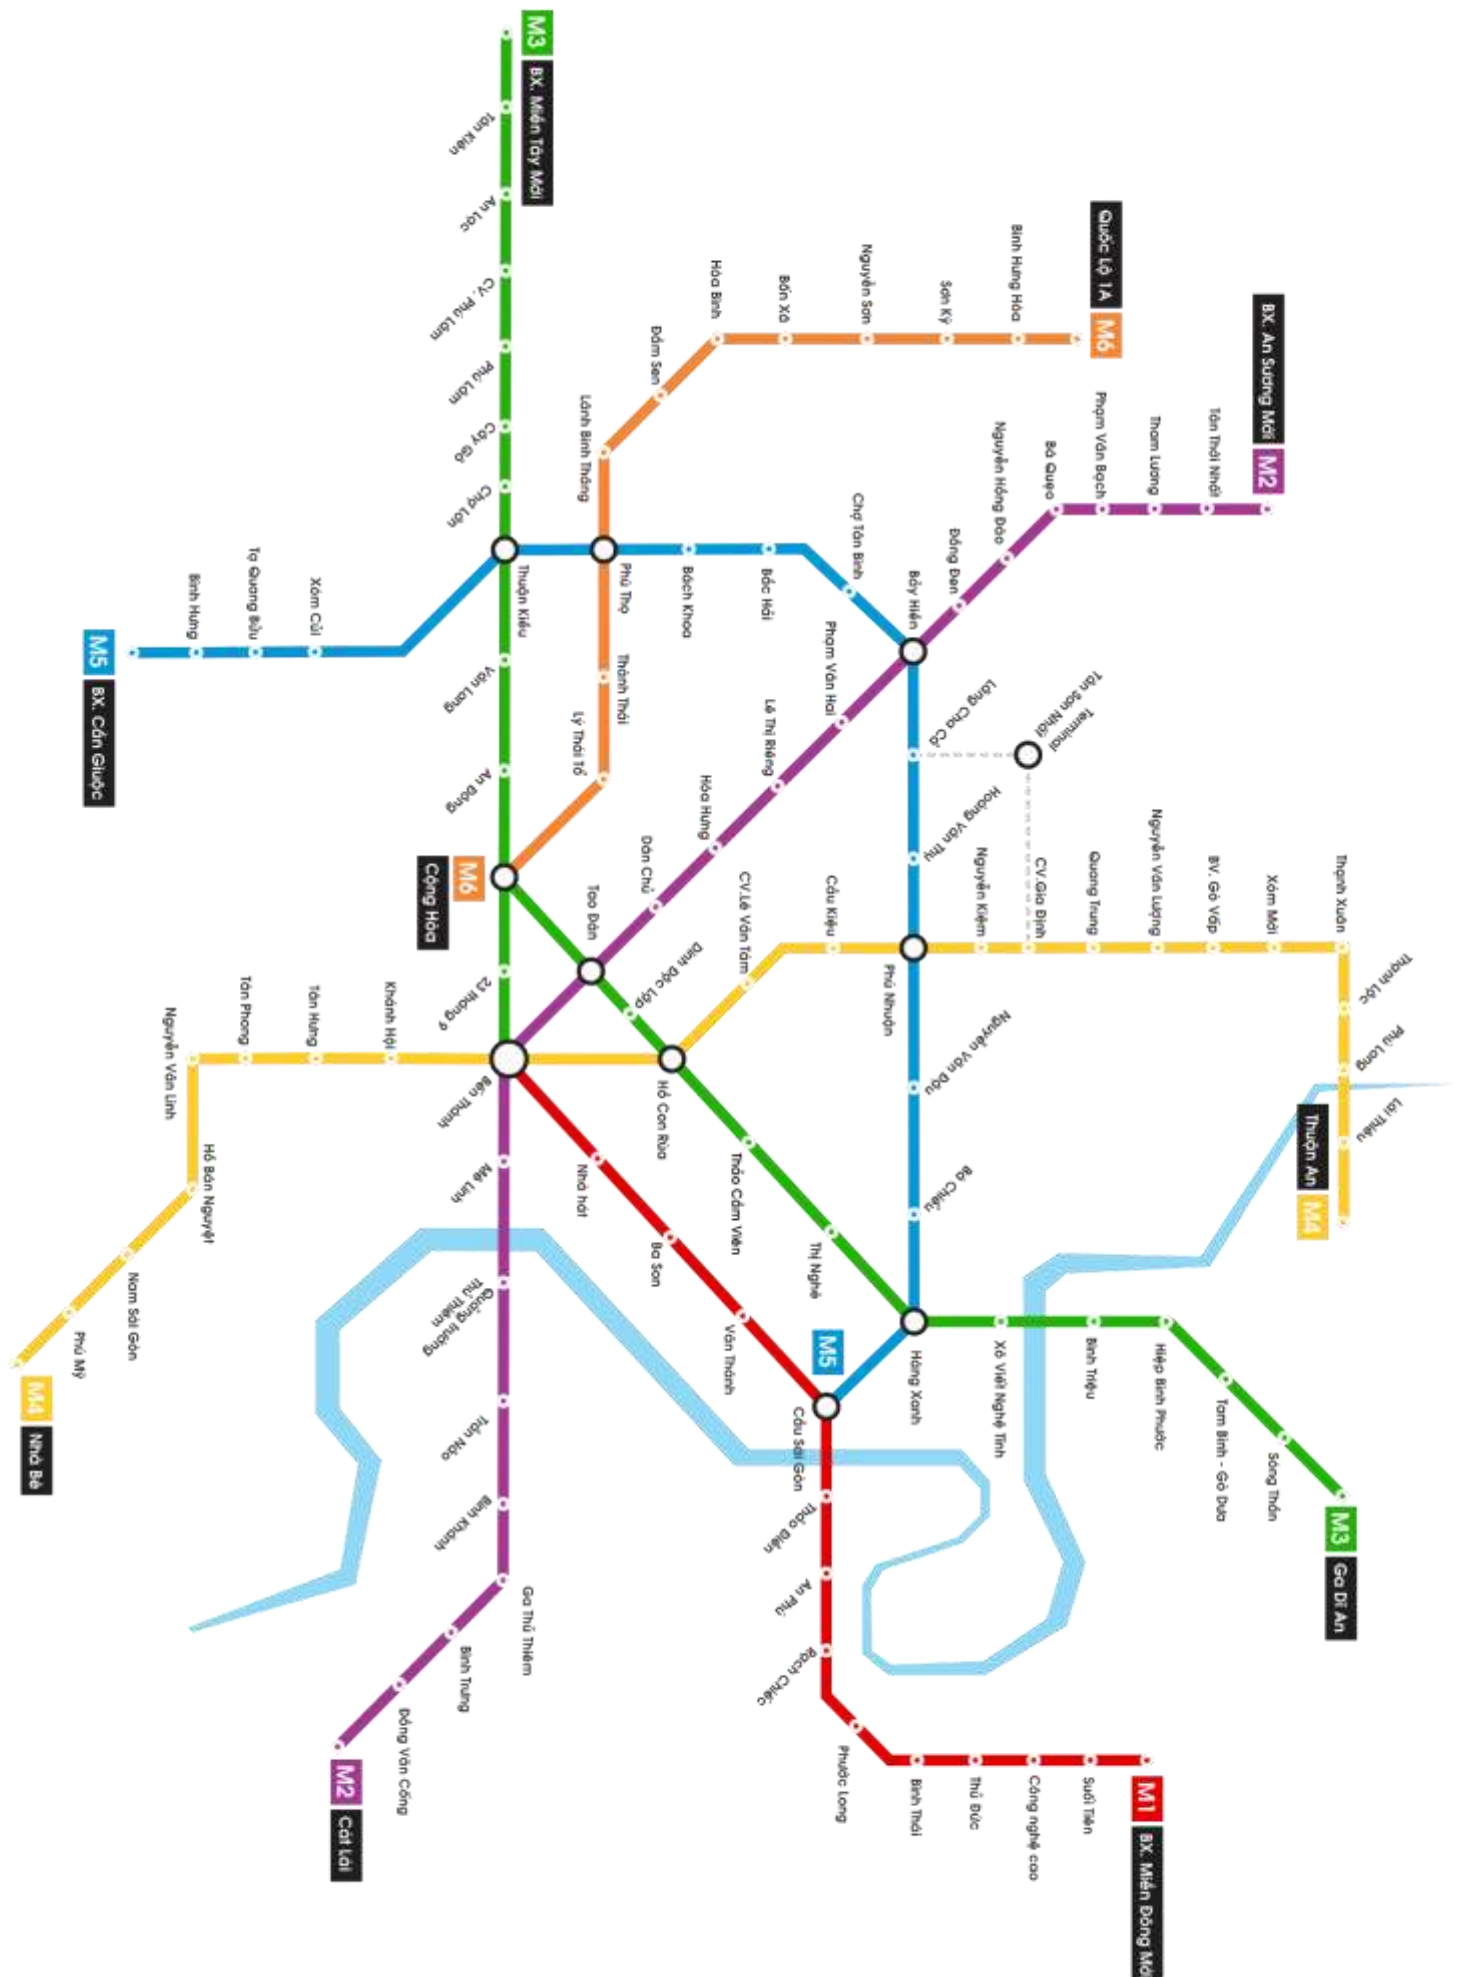 M3
BX. Miền Tây Mới
Tân Kiên
An Lạc
CV. Phú Lâm
Phú Lâm
Cây Gõ
Chợ Lớn
Thuận Kiều
Văn Lang
An Đông
M6
Cộng Hòa
23 tháng 9
Bến Thành
Quốc Lộ 1A
M6
Bình Hưng Hòa
Sơn Kỳ
Nguyễn Sơn
Bốn Xã
Hòa Bình
Đầm Sen
Lãnh Binh Thăng
Phú Thọ
Thành Thái
Lý Thái Tổ
BX. An Sương Mới
M2
Tân Thới Nhất
Tham Lương
Phạm Văn Bạch
Bà Quẹo
Nguyễn Hồng Đào
Đồng Đen
Bảy Hiền
Phạm Văn Hai
Lê Thị Riêng
Hòa Hưng
Dân Chủ
Tao Đàn
Mê Linh
Quảng trường
Thủ Thiêm
Trần Não
Bình Khánh
Ga Thủ Thiêm
Bình Trưng
Đồng Văn Cống
M2
Cát Lái
M5
BX. Cần Giuộc
Bình Hưng
Tạ Quang Bửu
Xóm Củi
Bách Khoa
Bắc Hải
Chợ Tân Bình
Lăng Cha Cả
Terminal
Tân Sơn Nhất
Hoàng Văn Thụ
Phú Nhuận
Nguyễn Văn Đậu
Bà Chiểu
Hàng Xanh
M5
Cầu Sài Gòn
Thạnh Xuân
Xóm Mới
BV. Gò Vấp
Nguyễn Văn Lượng
Quang Trung
CV.Gia Định
Nguyễn Kiệm
Cầu Kiệu
CV.Lê Văn Tám
Thạnh Lộc
Phú Long
Lái Thiêu
Thuận An
M4
Dinh Độc Lập
Hồ Con Rùa
Thảo Cầm Viên
Thị Nghè
Xô Viết Nghệ Tĩnh
Bình Triệu
Hiệp Bình Phước
Tam Bình - Gò Dưa
Sóng Thần
M3
Ga Dĩ An
Khánh Hội
Tân Hưng
Tân Phong
Nguyễn Văn Linh
Hồ Bán Nguyệt
Nam Sài Gòn
Phú Mỹ
M4
Nhà Bè
Nhà hát
Ba Son
Văn Thánh
Thảo Điền
An Phú
Rạch Chiếc
Phước Long
Bình Thái
Thủ Đức
Công nghệ cao
Suối Tiên
M1
BX. Miền Đông Mới